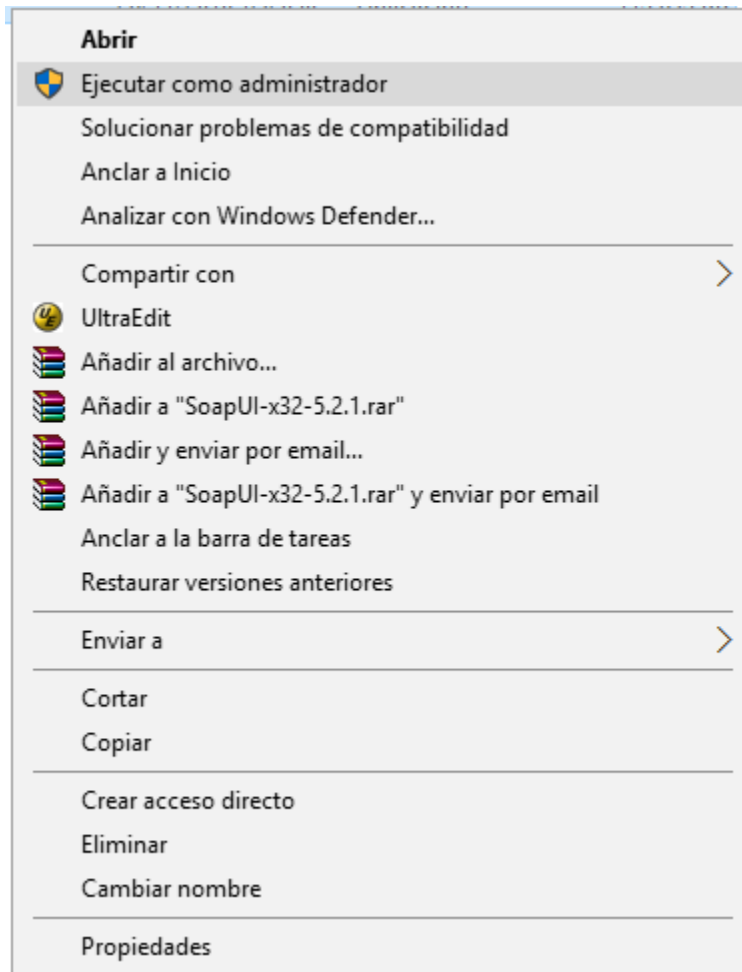 Abrir
Ejecutar como administrador
Solucionar problemas de compatibilidad
Anclar a Inicio
Analizar con Windows Defender...
Compartir con
UltraEdit
Añadir al archivo...
Añadir a "SoapUI-x32-5.2.1.rar"
Añadir y enviar por email...
Añadir a "SoapUI-x32-5.2.1.rar" y enviar por email
Anclar a la barra de tareas
Restaurar versiones anteriores
Enviar a
Cortar
Copiar
Crear acceso directo
Eliminar
Cambiar nombre
Propiedades